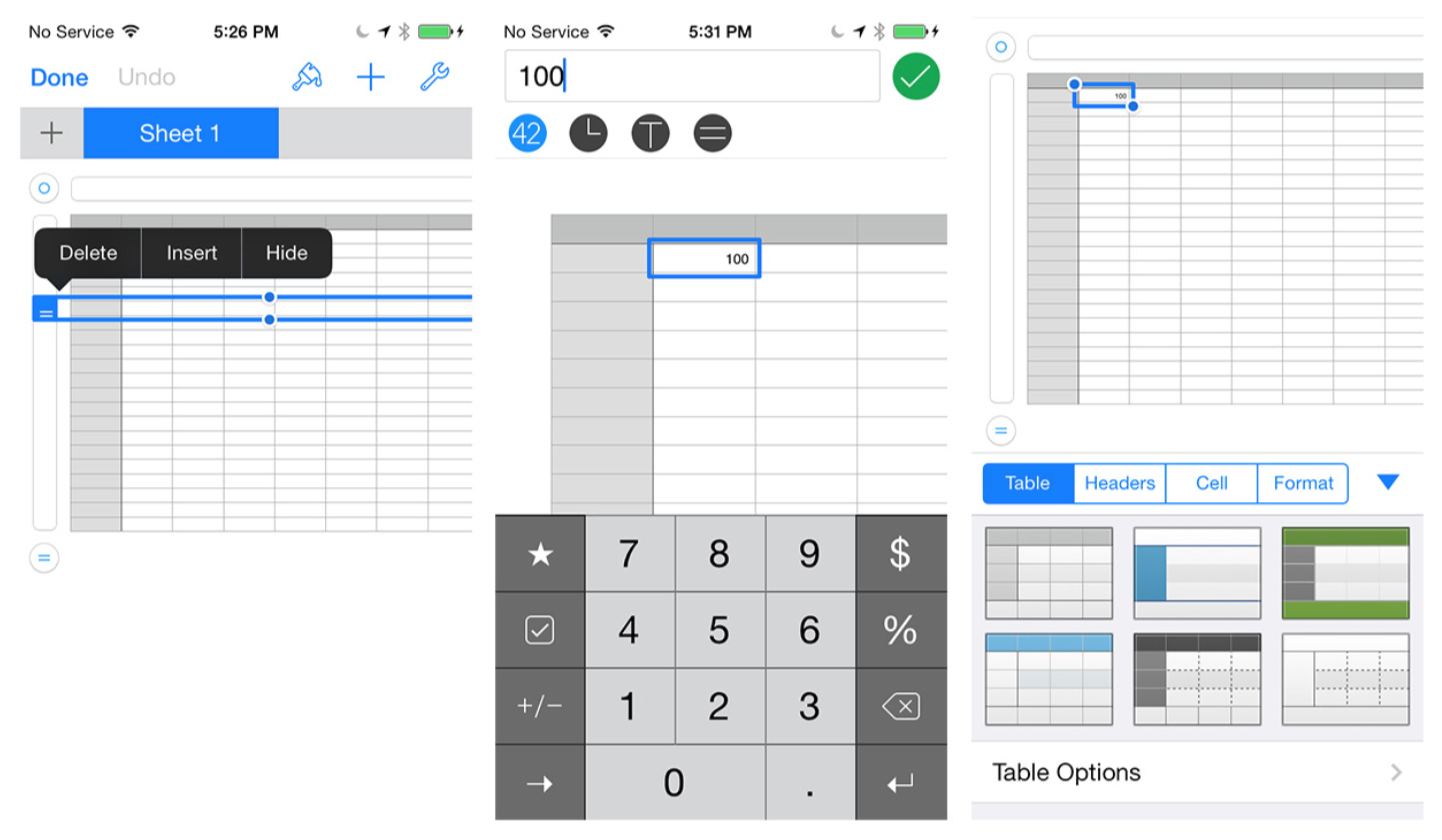 No Service 5:26 PM
Done Undo
+ Sheet 1
Delete Insert Hide
=
=
No Service 5:31 PM
100
42 T =
100
7 8 9 $
4 5 6 %
+/− 1 2 3
0 .
100
=
Table Headers Cell Format
Table Options